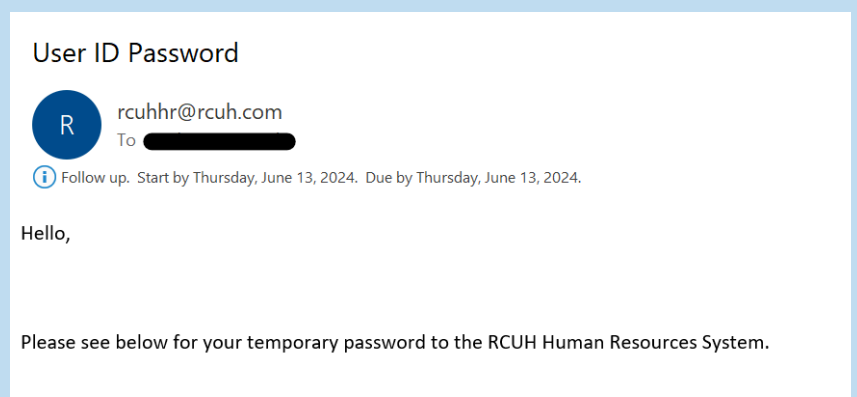 User ID Password
R
rcuhhr@rcuh.com
To
Follow up. Start by Thursday, June 13, 2024. Due by Thursday, June 13, 2024.
Hello,
Please see below for your temporary password to the RCUH Human Resources System.